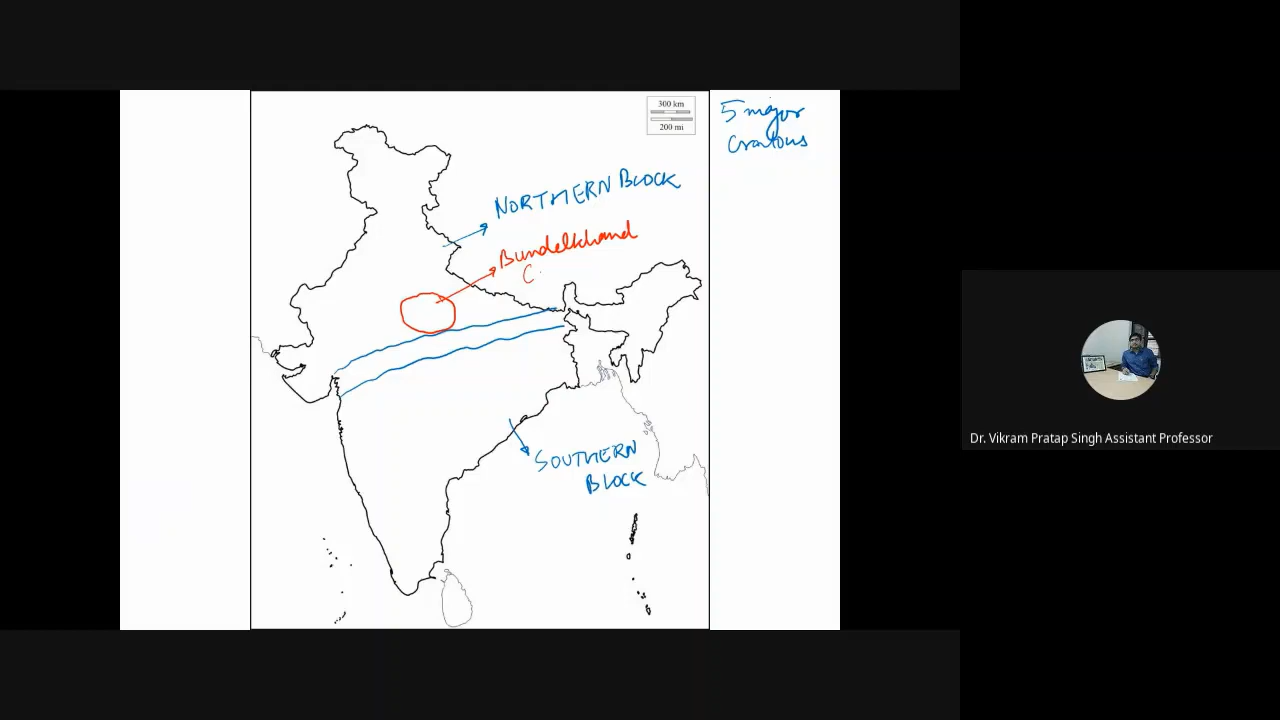 300 km
200 mi
5 major
cratons
NORTHERN BLOCK
Bundelkhand
C
SOUTHERN
BLOCK
Dr. Vikram Pratap Singh Assistant Professor